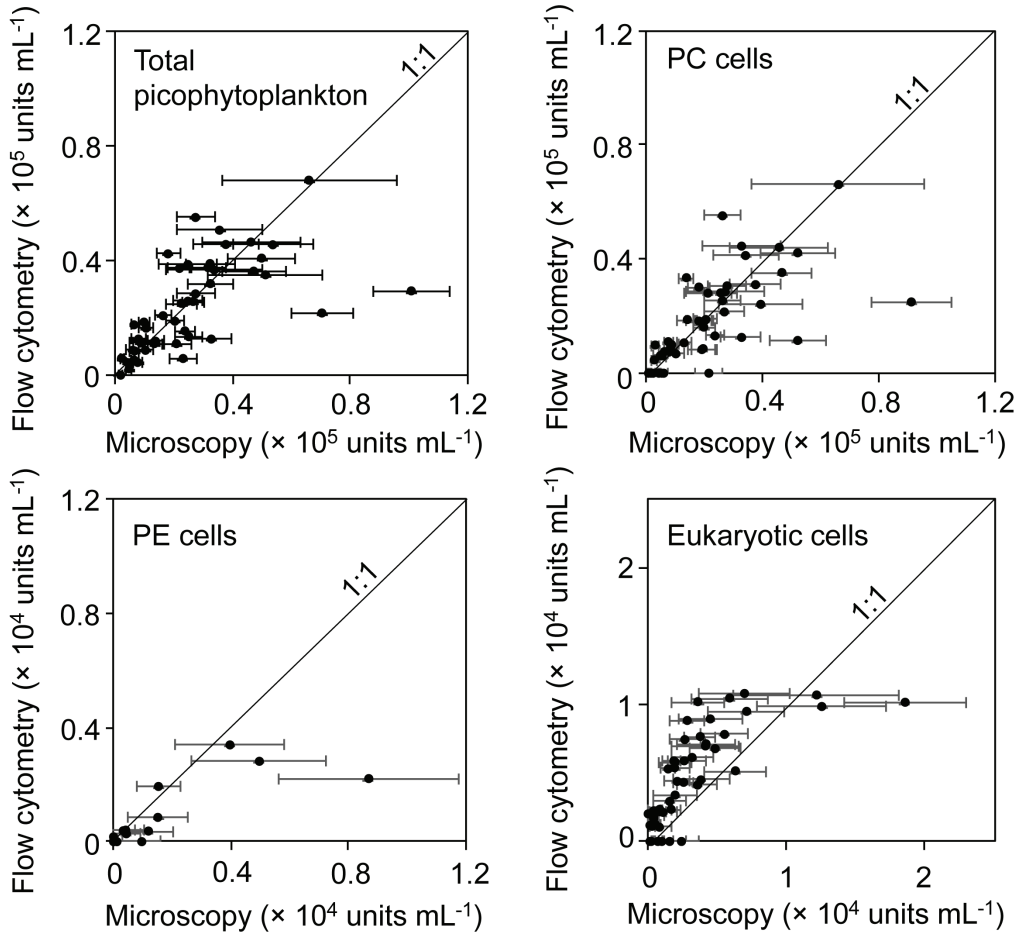 Flow cytometry (× 10⁵ units mL⁻¹)
1.2
0.8
0.4
0
Total
picophytoplankton
1:1
0 0.4 0.8 1.2
Microscopy (× 10⁵ units mL⁻¹)
Flow cytometry (× 10⁵ units mL⁻¹)
1.2
0.8
0.4
0
PC cells
1:1
0 0.4 0.8 1.2
Microscopy (× 10⁵ units mL⁻¹)
Flow cytometry (× 10⁴ units mL⁻¹)
1.2
0.8
0.4
0
PE cells
1:1
0 0.4 0.8 1.2
Microscopy (× 10⁴ units mL⁻¹)
Flow cytometry (× 10⁴ units mL⁻¹)
2
1
0
Eukaryotic cells
1:1
0 1 2
Microscopy (× 10⁴ units mL⁻¹)